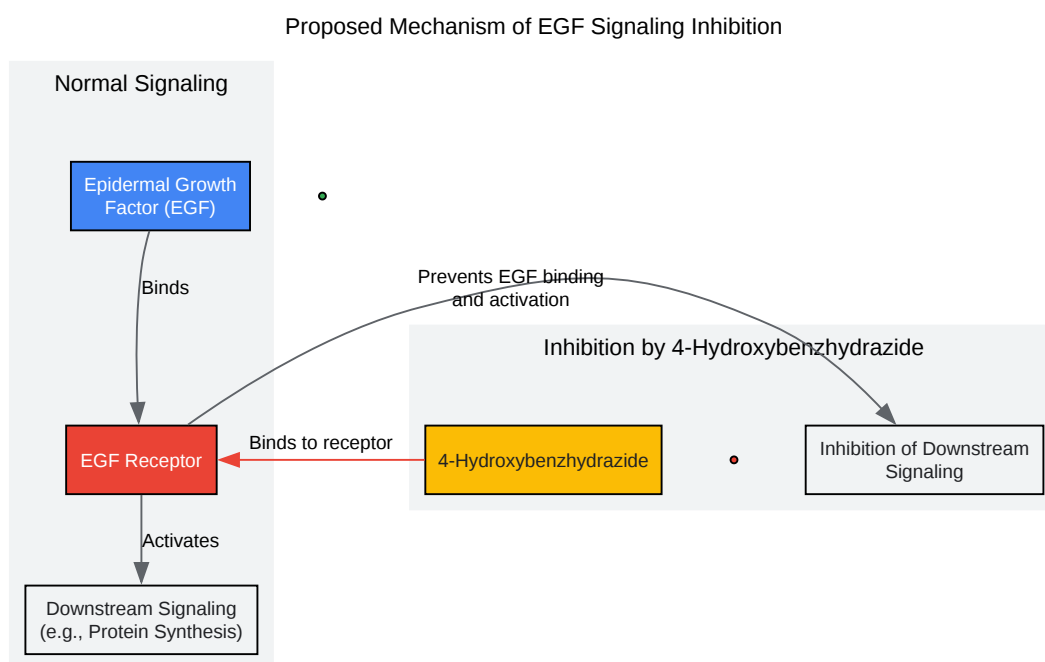 Proposed Mechanism of EGF Signaling Inhibition
Normal Signaling
Epidermal Growth
Factor (EGF)
Binds
Prevents EGF binding
and activation
Inhibition by 4-Hydroxybenzhydrazide
Binds to receptor
EGF Receptor
4-Hydroxybenzhydrazide
Inhibition of Downstream
Signaling
Activates
Downstream Signaling
(e.g., Protein Synthesis)